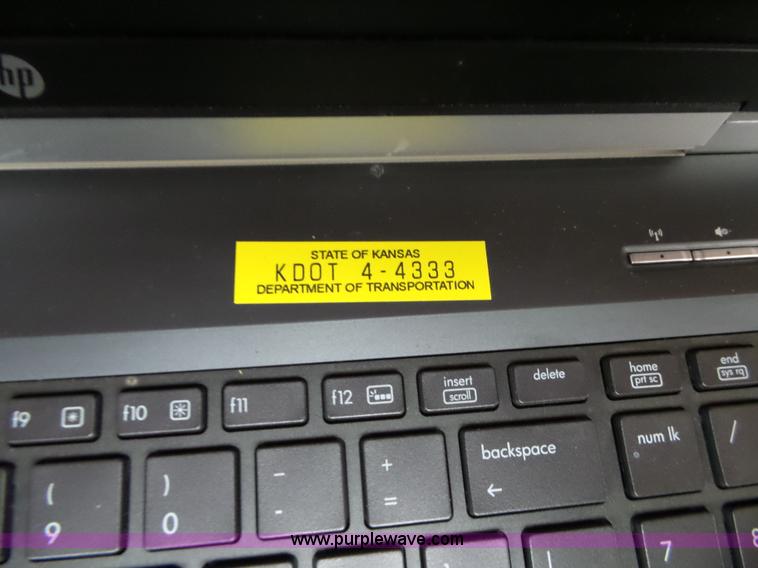 hp
STATE OF KANSAS
KDOT 4-4333
DEPARTMENT OF TRANSPORTATION
f9 f10 f11 f12 insert scroll delete home prt sc end sys rq
( 9 ) 0 - + = backspace num lk /
7 8
www.purplewave.com